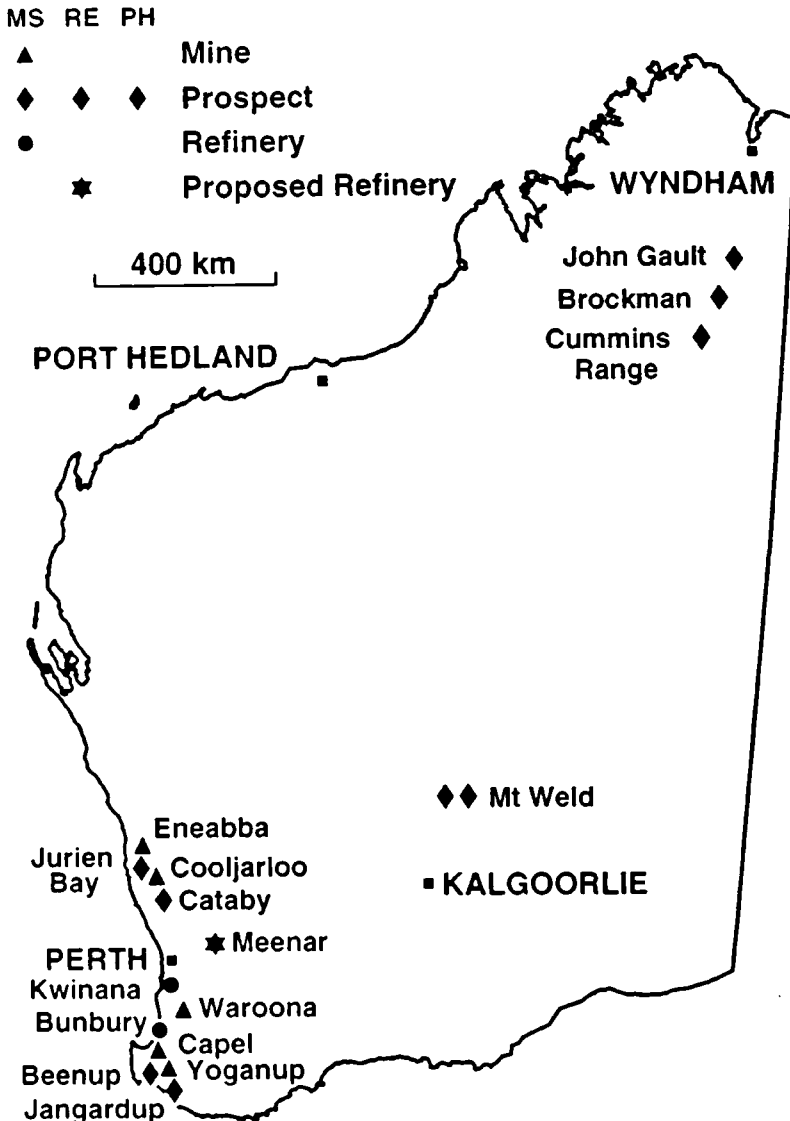 MS RE PH
Mine
Prospect
Refinery
Proposed Refinery
400 km
WYNDHAM
John Gault
Brockman
Cummins
Range
PORT HEDLAND
Mt Weld
Eneabba
Jurien
Bay
Cooljarloo
Cataby
KALGOORLIE
Meenar
PERTH
Kwinana
Waroona
Bunbury
Capel
Yoganup
Beenup
Jangardup